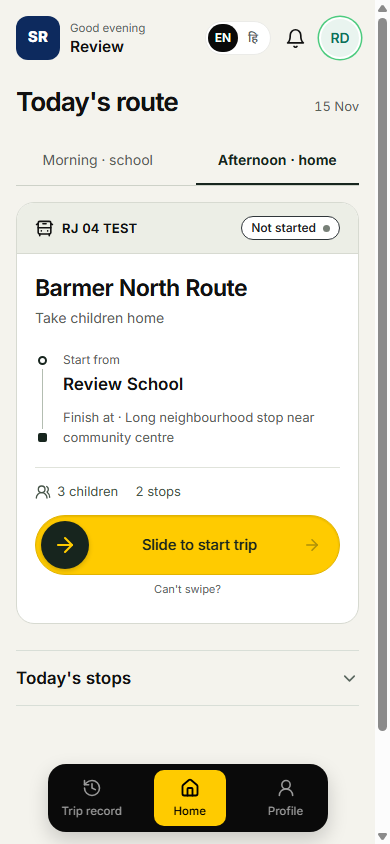 SR
Good evening
Review
EN
हि
RD
Today's route
15 Nov
Morning · school
Afternoon · home
RJ 04 TEST
Not started
Barmer North Route
Take children home
Start from
Review School
Finish at · Long neighbourhood stop near
community centre
3 children
2 stops
Slide to start trip
Can't swipe?
Today's stops
Trip record
Home
Profile